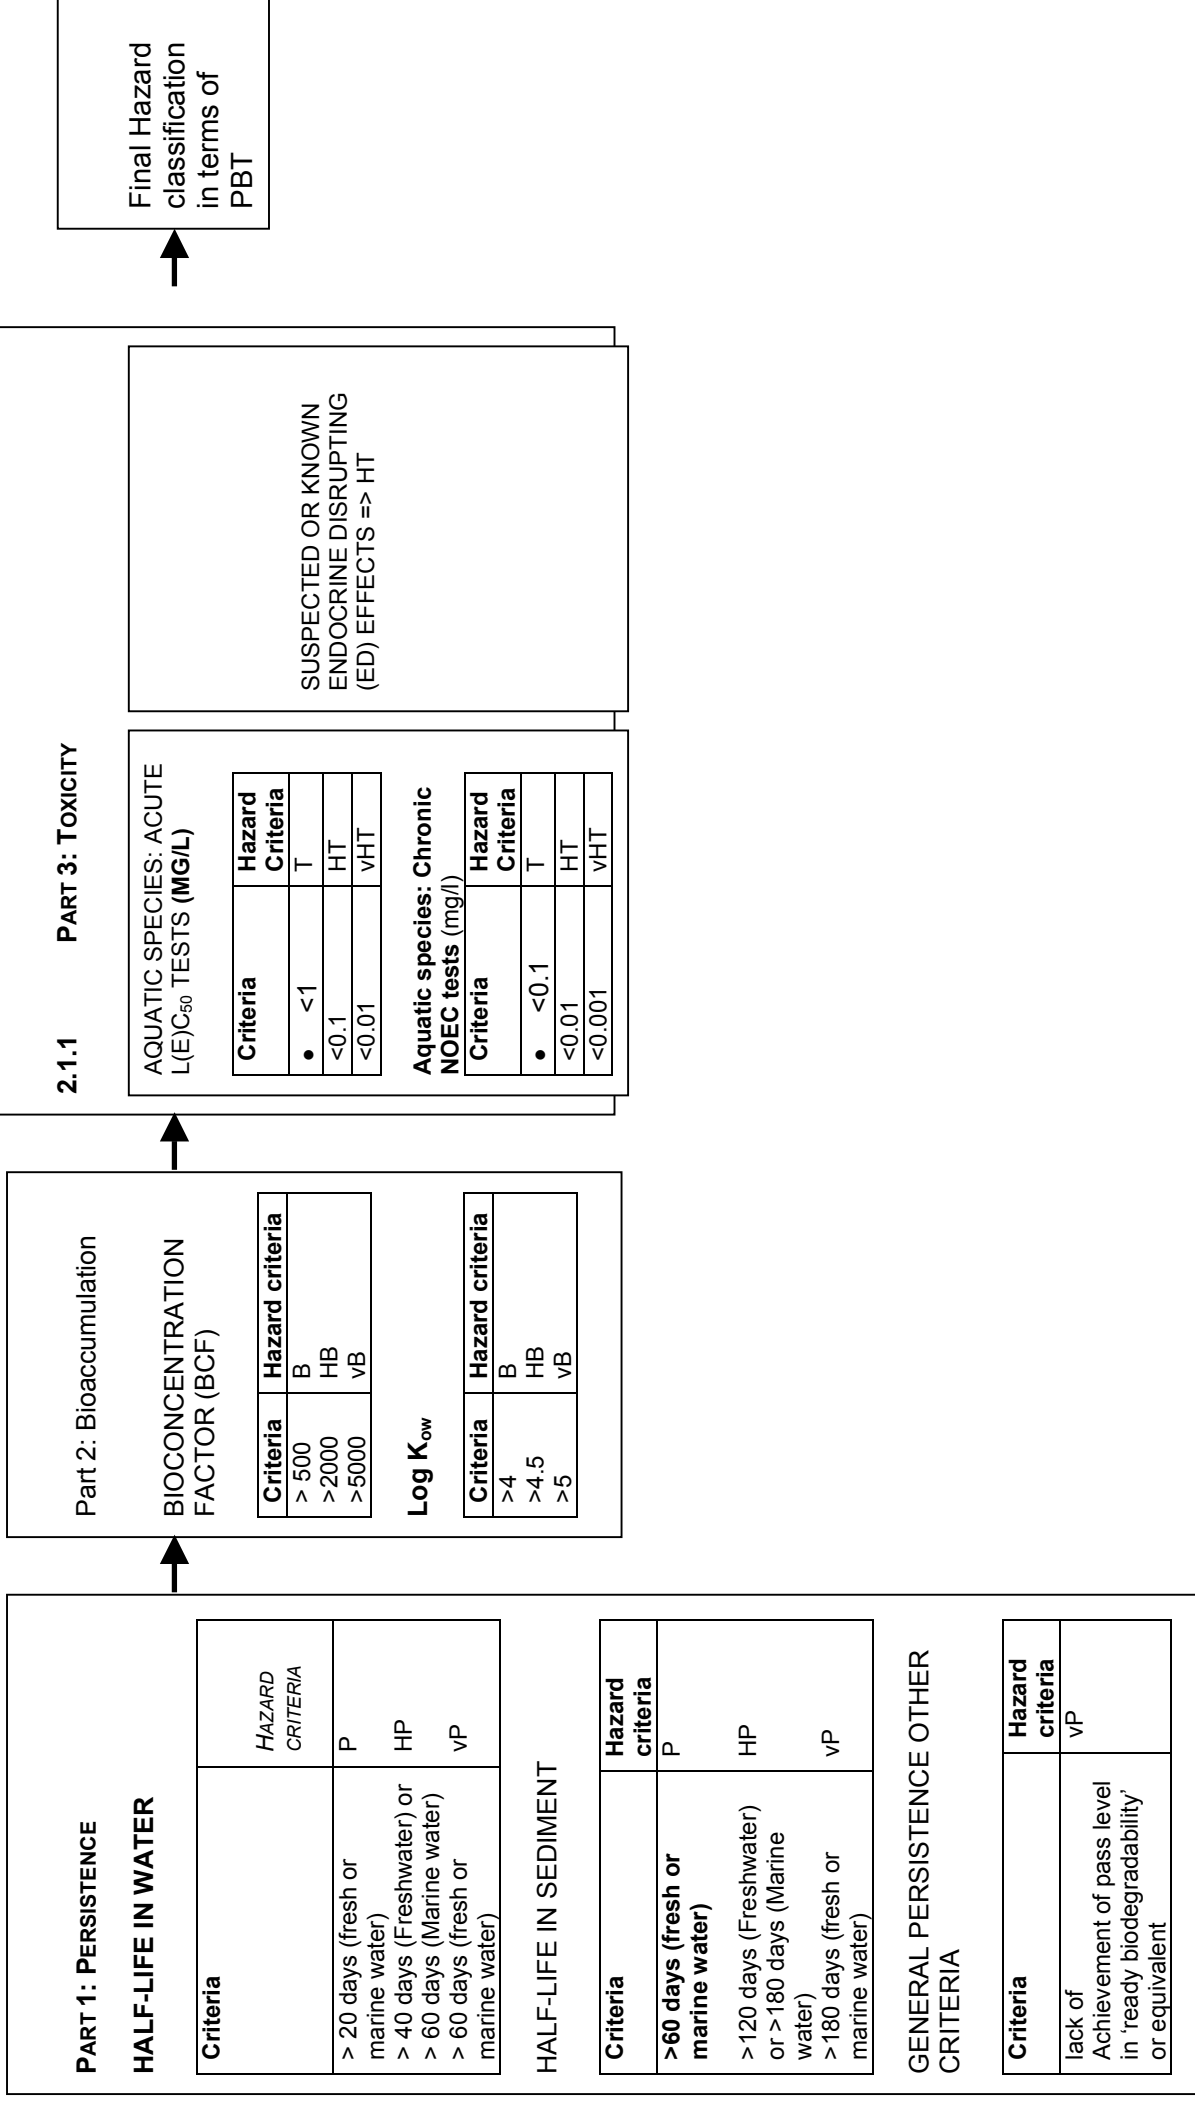 PART 1: PERSISTENCE
HALF-LIFE IN WATER
Criteria
HAZARD
CRITERIA
> 20 days (fresh or
marine water)
P
> 40 days (Freshwater) or
> 60 days (Marine water)
HP
> 60 days (fresh or
marine water)
vP
HALF-LIFE IN SEDIMENT
Criteria
Hazard
criteria
>60 days (fresh or
marine water)
P
>120 days (Freshwater)
or >180 days (Marine
water)
HP
>180 days (fresh or
marine water)
vP
GENERAL PERSISTENCE OTHER
CRITERIA
Criteria
Hazard
criteria
lack of
Achievement of pass level
in ‘ready biodegradability’
or equivalent
vP
Part 2: Bioaccumulation
BIOCONCENTRATION
FACTOR (BCF)
Criteria Hazard criteria
> 500 B
>2000 HB
>5000 vB
Log Kow
Criteria Hazard criteria
>4 B
>4.5 HB
>5 vB
2.1.1 PART 3: TOXICITY
AQUATIC SPECIES: ACUTE
L(E)C50 TESTS (MG/L)
Criteria
Hazard
Criteria
• <1 T
<0.1 HT
<0.01 vHT
Aquatic species: Chronic
NOEC tests (mg/l)
Criteria
Hazard
Criteria
• <0.1 T
<0.01 HT
<0.001 vHT
SUSPECTED OR KNOWN
ENDOCRINE DISRUPTING
(ED) EFFECTS => HT
Final Hazard
classification
in terms of
PBT